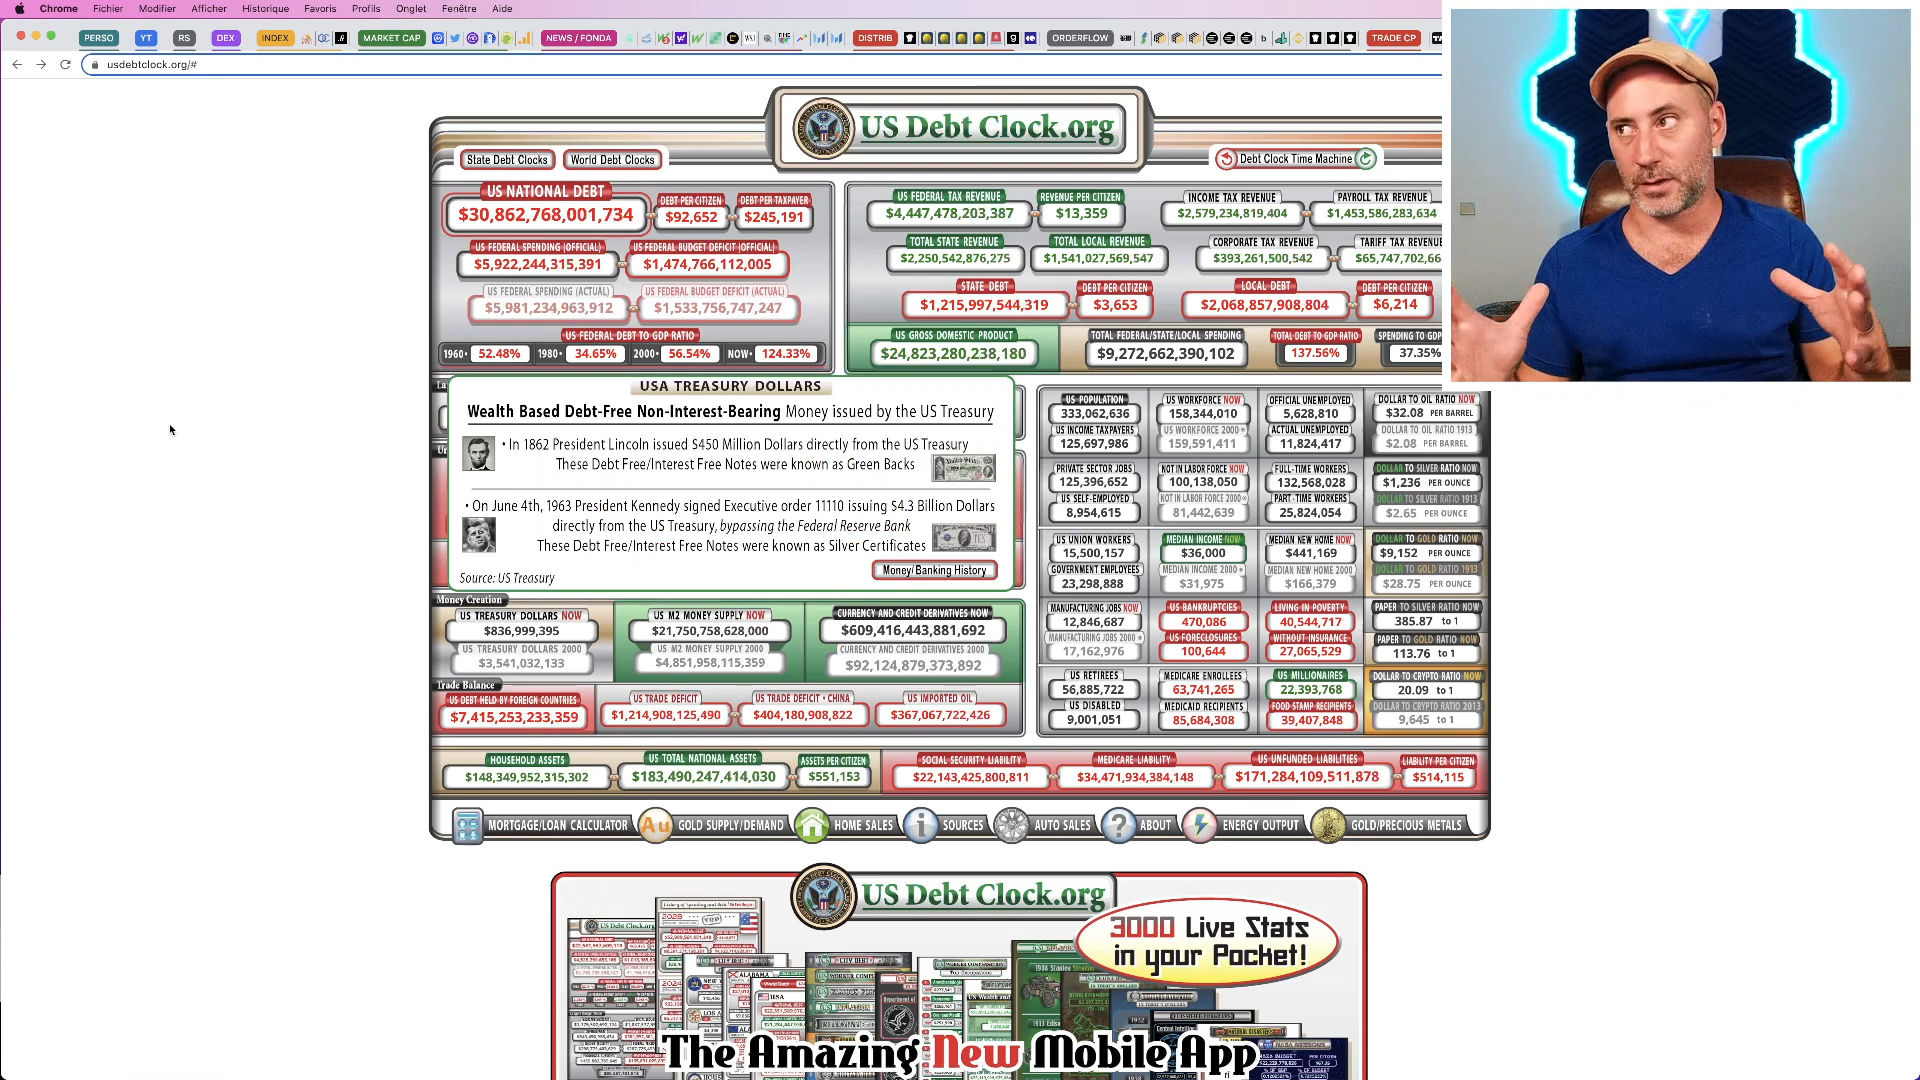 Chrome Fichier Modifier Afficher Historique Favoris Profils Onglet Fenêtre Aide
PERSO YT RS DEX INDEX MARKET CAP NEWS / FONDA DISTRIB ORDERFLOW TRADE CP
usdebtclock.org/#
US Debt Clock.org
State Debt Clocks World Debt Clocks
Debt Clock Time Machine
US NATIONAL DEBT
$30,862,768,001,734
DEBT PER CITIZEN
$92,652
DEBT PER TAXPAYER
$245,191
US FEDERAL SPENDING (OFFICIAL)
$5,922,244,315,391
US FEDERAL BUDGET DEFICIT (OFFICIAL)
$1,474,766,112,005
US FEDERAL SPENDING (ACTUAL)
$5,981,234,963,912
US FEDERAL BUDGET DEFICIT (ACTUAL)
$1,533,756,747,247
US FEDERAL DEBT TO GDP RATIO
1960• 52.48% 1980• 34.65% 2000• 56.54% NOW• 124.33%
US FEDERAL TAX REVENUE
$4,447,478,203,387
REVENUE PER CITIZEN
$13,359
INCOME TAX REVENUE
$2,579,234,819,404
PAYROLL TAX REVENUE
$1,453,586,283,634
TOTAL STATE REVENUE
$2,250,542,876,275
TOTAL LOCAL REVENUE
$1,541,027,569,547
CORPORATE TAX REVENUE
$393,261,500,542
TARIFF TAX REVENU
$65,747,702,66
STATE DEBT
$1,215,997,544,319
DEBT PER CITIZEN
$3,653
LOCAL DEBT
$2,068,857,908,804
DEBT PER CITIZEN
$6,214
US GROSS DOMESTIC PRODUCT
$24,823,280,238,180
TOTAL FEDERAL/STATE/LOCAL SPENDING
$9,272,662,390,102
TOTAL DEBT TO GDP RATIO
137.56%
SPENDING TO GDP
37.35%
USA TREASURY DOLLARS
Wealth Based Debt-Free Non-Interest-Bearing Money issued by the US Treasury
• In 1862 President Lincoln issued $450 Million Dollars directly from the US Treasury
These Debt Free/Interest Free Notes were known as Green Backs
• On June 4th, 1963 President Kennedy signed Executive order 11110 issuing $4.3 Billion Dollars
directly from the US Treasury, bypassing the Federal Reserve Bank
These Debt Free/Interest Free Notes were known as Silver Certificates
Money/Banking History
Source: US Treasury
Money Creation
US TREASURY DOLLARS NOW
$836,999,395
US TREASURY DOLLARS 2000
$3,541,032,133
US M2 MONEY SUPPLY NOW
$21,750,758,628,000
US M2 MONEY SUPPLY 2000
$4,851,958,115,359
CURRENCY AND CREDIT DERIVATIVES NOW
$609,416,443,881,692
CURRENCY AND CREDIT DERIVATIVES 2000
$92,124,879,373,892
Trade Balance
US DEBT HELD BY FOREIGN COUNTRIES
$7,415,253,233,359
US TRADE DEFICIT
$1,214,908,125,490
US TRADE DEFICIT • CHINA
$404,180,908,822
US IMPORTED OIL
$367,067,722,426
US POPULATION
333,062,636
US INCOME TAXPAYERS
125,697,986
US WORKFORCE NOW
158,344,010
US WORKFORCE 2000
159,591,411
OFFICIAL UNEMPLOYED
5,628,810
ACTUAL UNEMPLOYED
11,824,417
DOLLAR TO OIL RATIO NOW
$32.08 PER BARREL
DOLLAR TO OIL RATIO 1913
$2.08 PER BARREL
PRIVATE SECTOR JOBS
125,396,652
US SELF-EMPLOYED
8,954,615
NOT IN LABOR FORCE NOW
100,138,050
NOT IN LABOR FORCE 2000
81,442,639
FULL-TIME WORKERS
132,568,028
PART-TIME WORKERS
25,824,054
DOLLAR TO SILVER RATIO NOW
$1,236 PER OUNCE
DOLLAR TO SILVER RATIO 1913
$2.65 PER OUNCE
US UNION WORKERS
15,500,157
GOVERNMENT EMPLOYEES
23,298,888
MEDIAN INCOME NOW
$36,000
MEDIAN INCOME 2000
$31,975
MEDIAN NEW HOME NOW
$441,169
MEDIAN NEW HOME 2000
$166,379
DOLLAR TO GOLD RATIO NOW
$9,152 PER OUNCE
DOLLAR TO GOLD RATIO 1913
$28.75 PER OUNCE
MANUFACTURING JOBS NOW
12,846,687
MANUFACTURING JOBS 2000
17,162,976
US BANKRUPTCIES
470,086
US FORECLOSURES
100,644
LIVING IN POVERTY
40,544,717
WITHOUT INSURANCE
27,065,529
PAPER TO SILVER RATIO NOW
385.87 to 1
PAPER TO GOLD RATIO NOW
113.76 to 1
US RETIREES
56,885,722
US DISABLED
9,001,051
MEDICARE ENROLLEES
63,741,265
MEDICAID RECIPIENTS
85,684,308
US MILLIONAIRES
22,393,768
FOOD STAMP RECIPIENTS
39,407,848
DOLLAR TO CRYPTO RATIO NOW
20.09 to 1
DOLLAR TO CRYPTO RATIO 2013
9,645 to 1
HOUSEHOLD ASSETS
$148,349,952,315,302
US TOTAL NATIONAL ASSETS
$183,490,247,414,030
ASSETS PER CITIZEN
$551,153
SOCIAL SECURITY LIABILITY
$22,143,425,800,811
MEDICARE LIABILITY
$34,471,934,384,148
US UNFUNDED LIABILITIES
$171,284,109,511,878
LIABILITY PER CITIZEN
$514,115
MORTGAGE/LOAN CALCULATOR Au GOLD SUPPLY/DEMAND HOME SALES SOURCES AUTO SALES ABOUT ENERGY OUTPUT GOLD/PRECIOUS METALS
US Debt Clock.org
3000 Live Stats
in your Pocket!
The Amazing New Mobile App